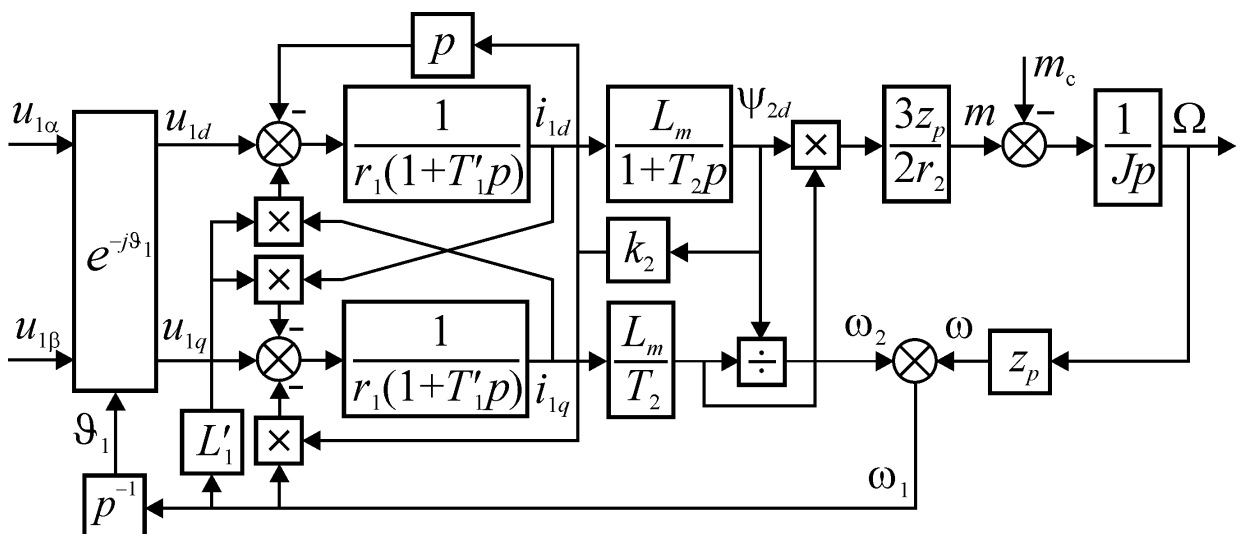 p
u₁α
u₁d
-
1
r₁(1+T′₁p)
i₁d
Lₘ
1+T₂p
ψ₂d
×
3zₚ
2r₂
m
m꜀
-
1
Jp
Ω
e^(-jϑ₁)
×
×
k₂
u₁β
u₁q
-
-
1
r₁(1+T′₁p)
i₁q
Lₘ
T₂
÷
ω₂
ω
zₚ
ϑ₁
L′₁
×
ω₁
p⁻¹